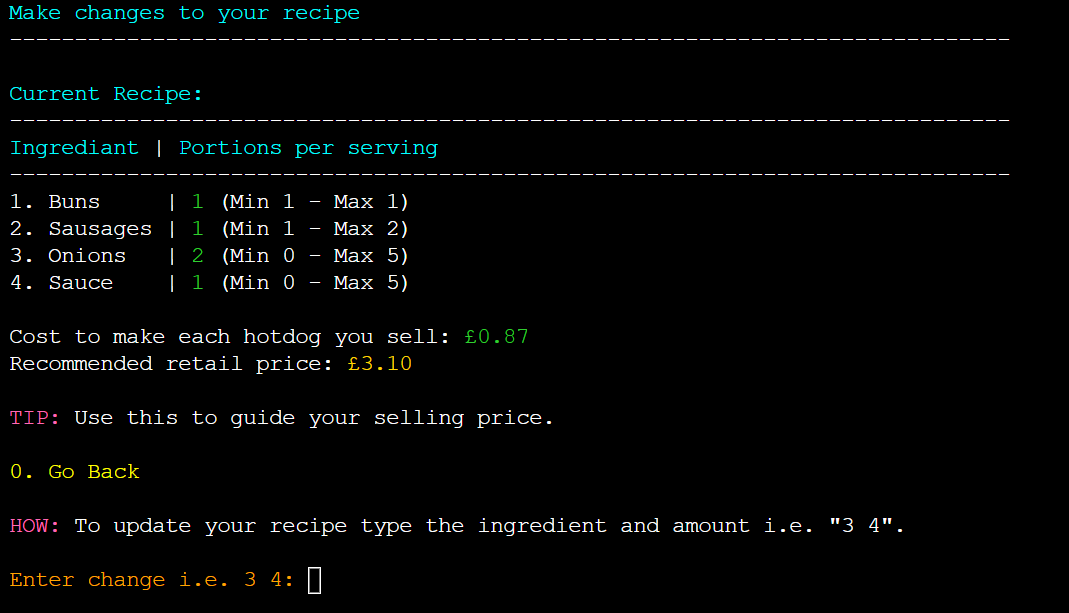 Make changes to your recipe
-----------------------------------------------------------------------------
Current Recipe:
-----------------------------------------------------------------------------
Ingrediant | Portions per serving
-----------------------------------------------------------------------------
1. Buns     | 1 (Min 1 - Max 1)
2. Sausages | 1 (Min 1 - Max 2)
3. Onions   | 2 (Min 0 - Max 5)
4. Sauce    | 1 (Min 0 - Max 5)
Cost to make each hotdog you sell: £0.87
Recommended retail price: £3.10
TIP: Use this to guide your selling price.
0. Go Back
HOW: To update your recipe type the ingredient and amount i.e. "3 4".
Enter change i.e. 3 4: